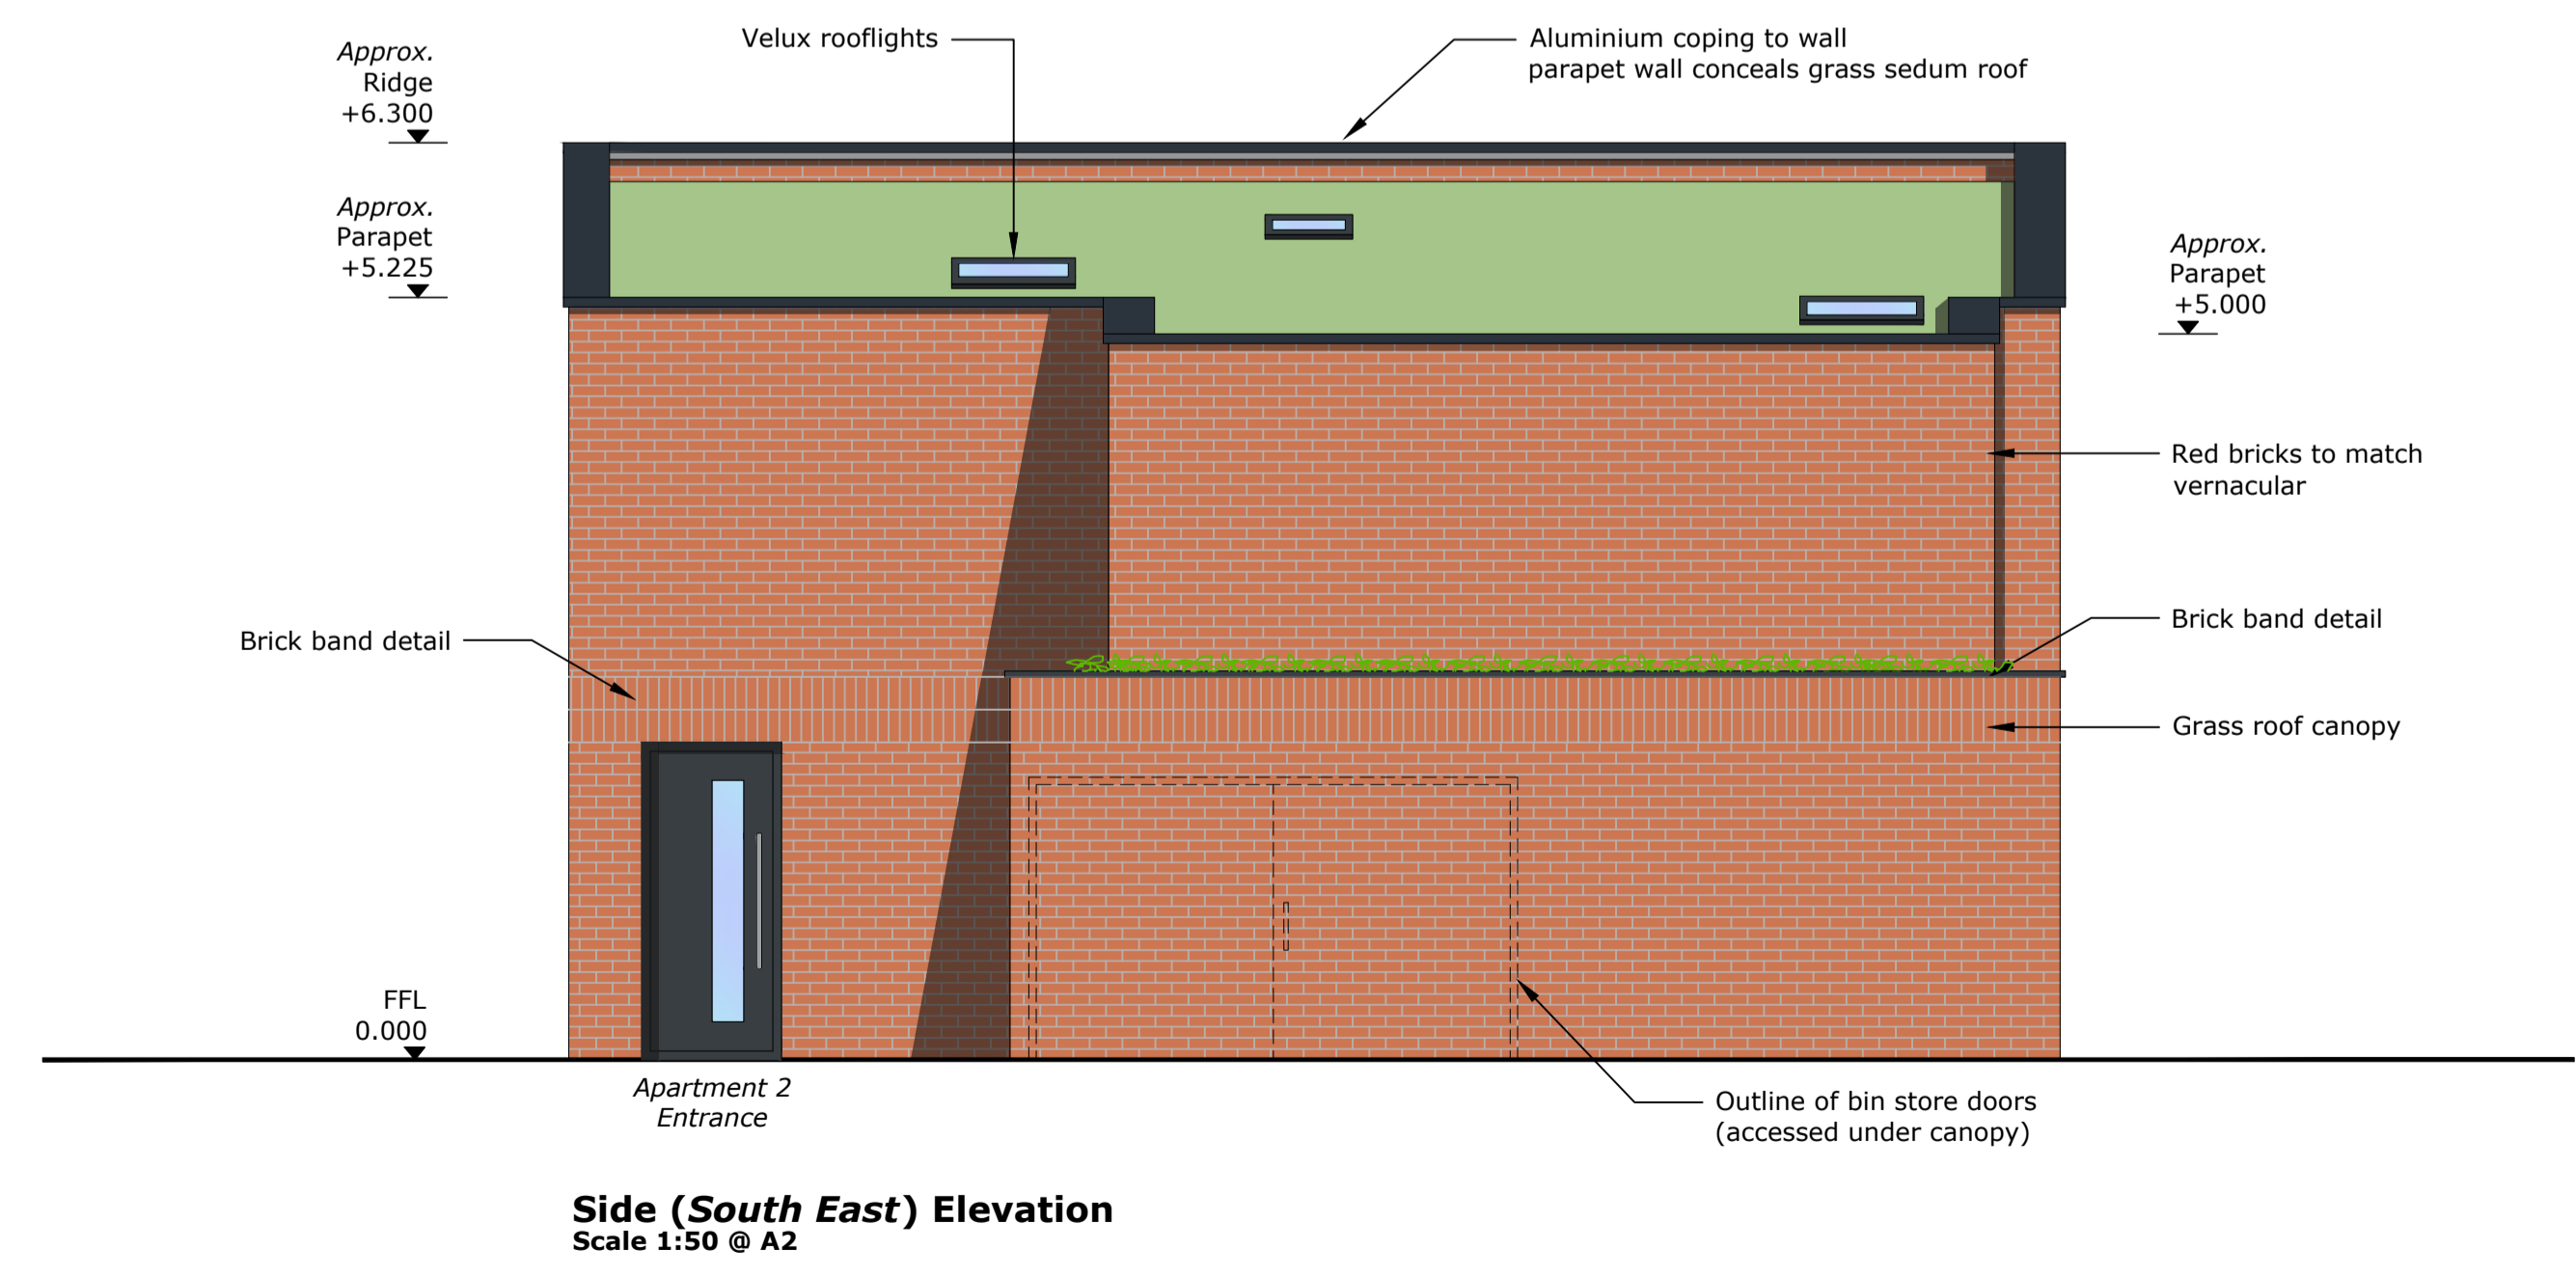 Approx.
Ridge
+6.300
Velux rooflights
Aluminium coping to wall
parapet wall conceals grass sedum roof
Approx.
Parapet
+5.225
Approx.
Parapet
+5.000
Red bricks to match
vernacular
Brick band detail
Brick band detail
Grass roof canopy
FFL
0.000
Apartment 2
Entrance
Outline of bin store doors
(accessed under canopy)
Side (South East) Elevation
Scale 1:50 @ A2